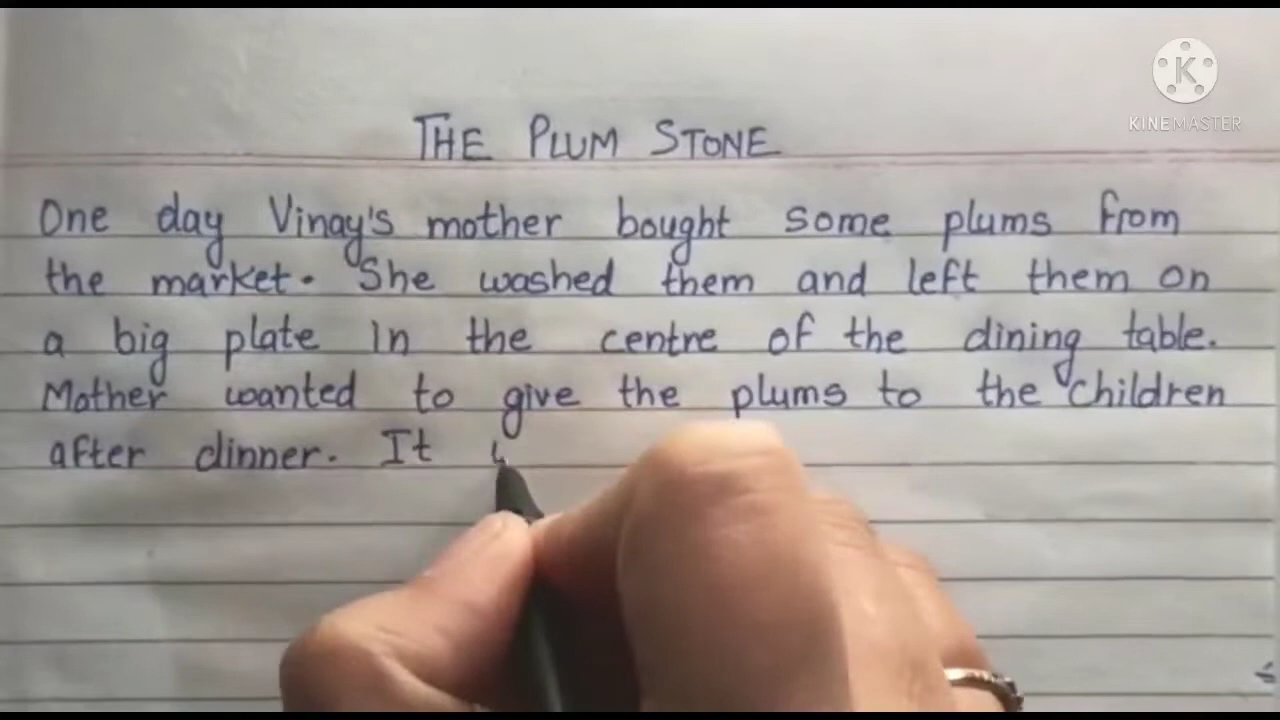 K
KINEMASTER
THE PLUM STONE
One day Vinay's mother bought some plums from
the market. She washed them and left them on
a big plate in the centre of the dining table.
Mother wanted to give the plums to the children
after dinner. It